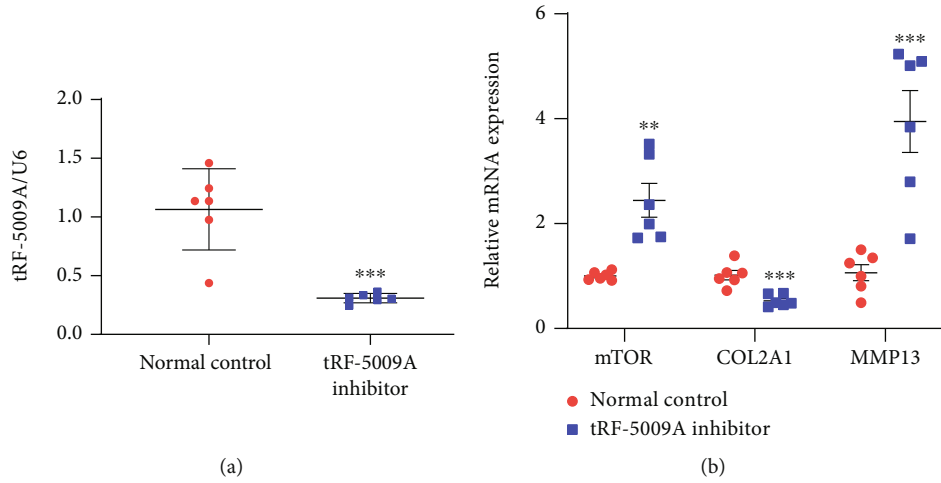 tRF-5009A/U6
2.0
1.5
1.0
0.5
0.0
***
Normal control
tRF-5009A
inhibitor
(a)
Relative mRNA expression
6
4
2
0
**
***
***
mTOR
COL2A1
MMP13
Normal control
tRF-5009A inhibitor
(b)